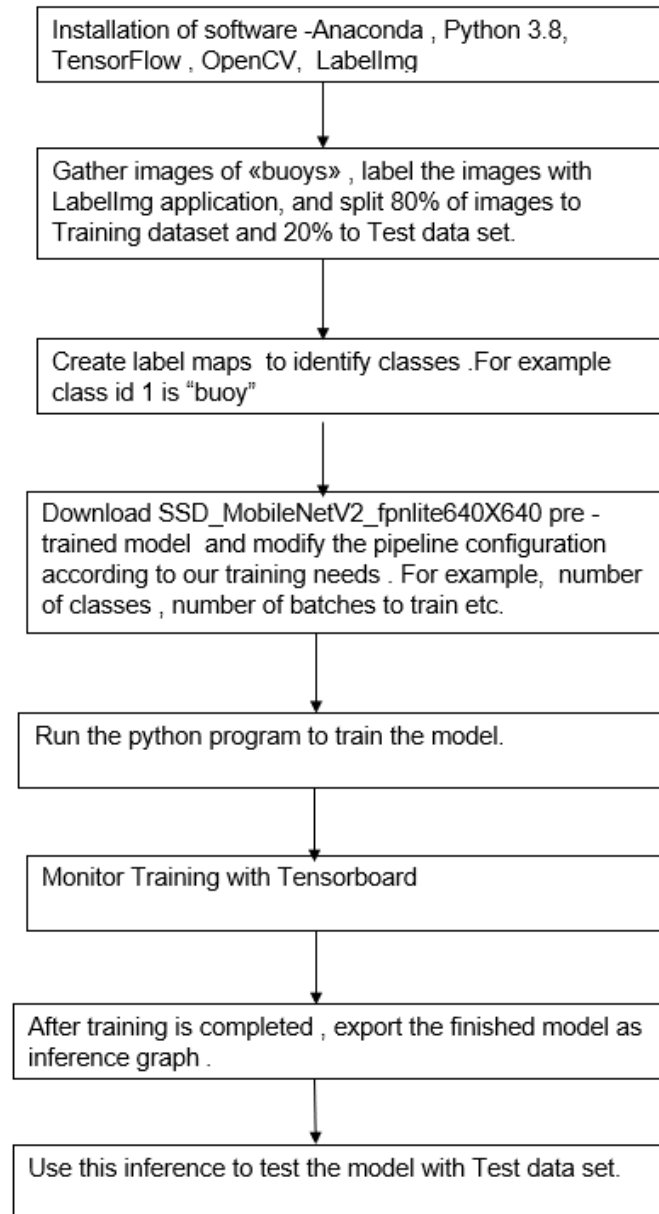 Installation of software -Anaconda , Python 3.8,
TensorFlow , OpenCV, LabelImg
Gather images of «buoys» , label the images with
LabelImg application, and split 80% of images to
Training dataset and 20% to Test data set.
Create label maps to identify classes .For example
class id 1 is “buoy”
Download SSD_MobileNetV2_fpnlite640X640 pre -
trained model and modify the pipeline configuration
according to our training needs . For example, number
of classes , number of batches to train etc.
Run the python program to train the model.
Monitor Training with Tensorboard
After training is completed , export the finished model as
inference graph .
Use this inference to test the model with Test data set.